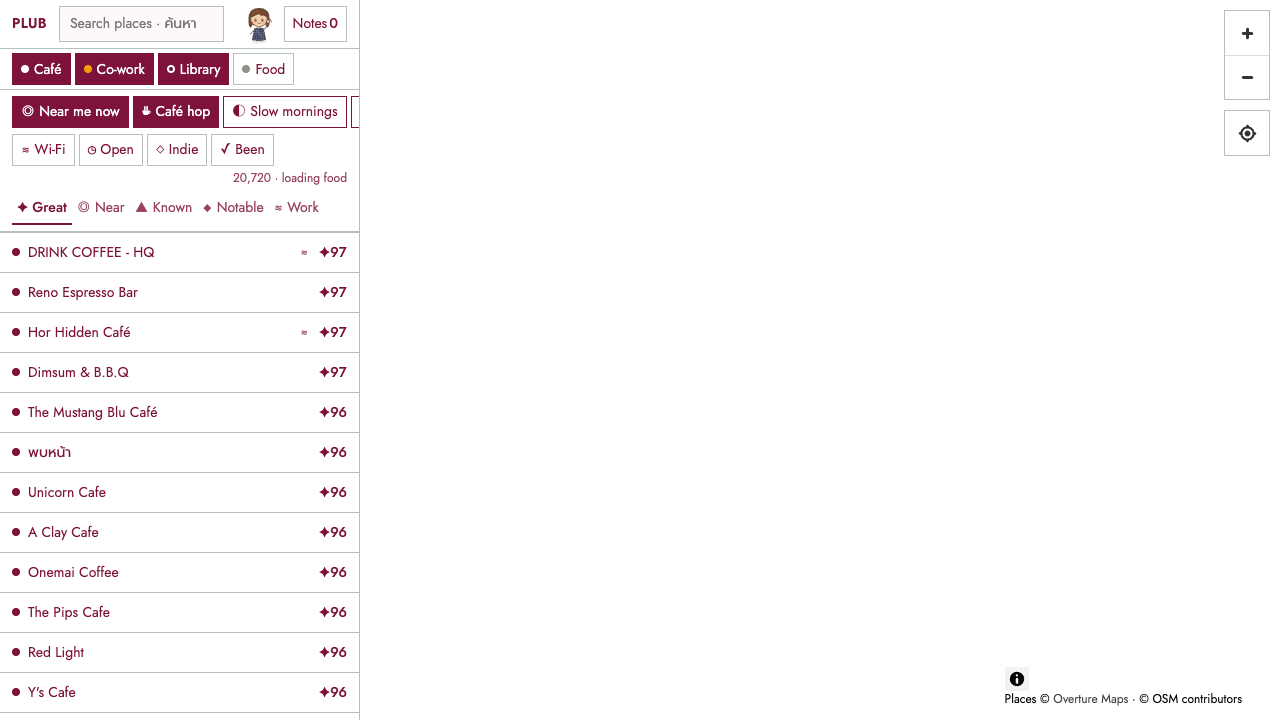 PLUB Search places · ค้นหา Notes 0
Café Co-work Library Food
Near me now Café hop Slow mornings
Wi-Fi Open Indie Been
20,720 · loading food
Great Near Known Notable Work
DRINK COFFEE - HQ 97
Reno Espresso Bar 97
Hor Hidden Café 97
Dimsum & B.B.Q 97
The Mustang Blu Café 96
พบหน้า 96
Unicorn Cafe 96
A Clay Cafe 96
Onemai Coffee 96
The Pips Cafe 96
Red Light 96
Y's Cafe 96
Places © Overture Maps · © OSM contributors